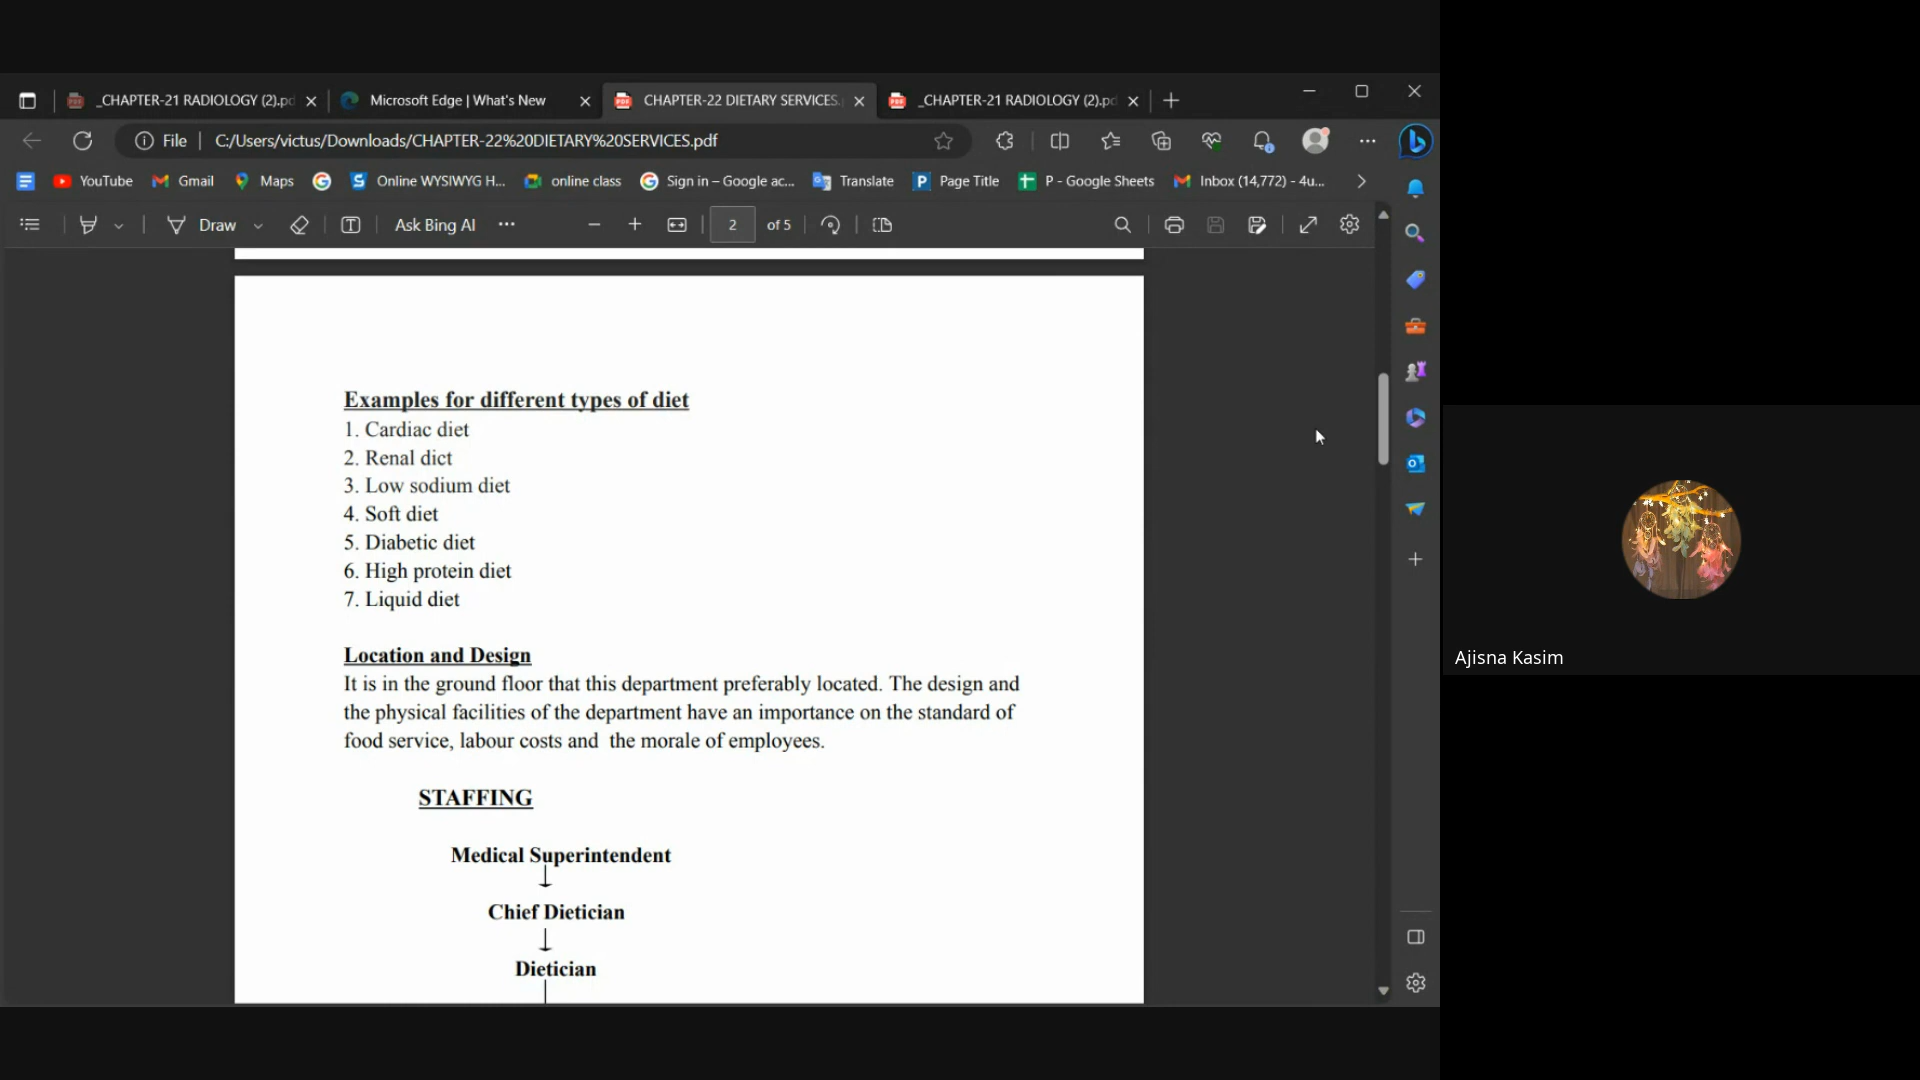 _CHAPTER-21 RADIOLOGY (2).pd
Microsoft Edge | What's New
CHAPTER-22 DIETARY SERVICES.
_CHAPTER-21 RADIOLOGY (2).pd
File
C:/Users/victus/Downloads/CHAPTER-22%20DIETARY%20SERVICES.pdf
YouTube
Gmail
Maps
Online WYSIWYG H...
online class
Sign in – Google ac...
Translate
Page Title
P - Google Sheets
Inbox (14,772) - 4u...
Draw
Ask Bing AI
2
of 5
Examples for different types of diet
1. Cardiac diet
2. Renal dict
3. Low sodium diet
4. Soft diet
5. Diabetic diet
6. High protein diet
7. Liquid diet
Location and Design
It is in the ground floor that this department preferably located. The design and
the physical facilities of the department have an importance on the standard of
food service, labour costs and the morale of employees.
STAFFING
Medical Superintendent
Chief Dietician
Dietician
Ajisna Kasim